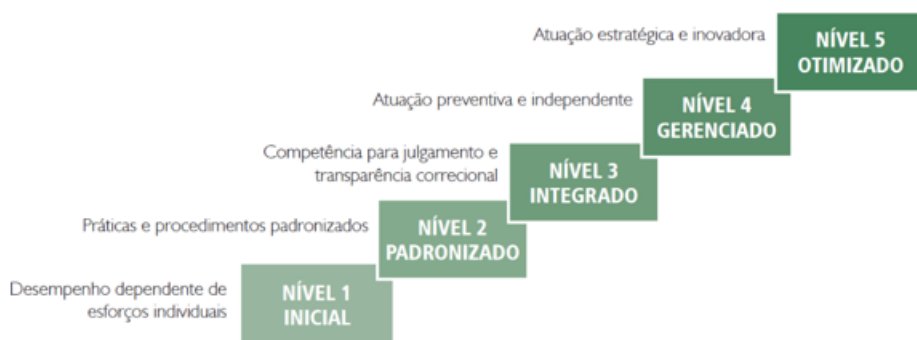 Atuação estratégica e inovadora
NÍVEL 5
OTIMIZADO
Atuação preventiva e independente
NÍVEL 4
GERENCIADO
Competência para julgamento e
transparência correcional
NÍVEL 3
INTEGRADO
Práticas e procedimentos padronizados
NÍVEL 2
PADRONIZADO
Desempenho dependente de
esforços individuais
NÍVEL 1
INICIAL